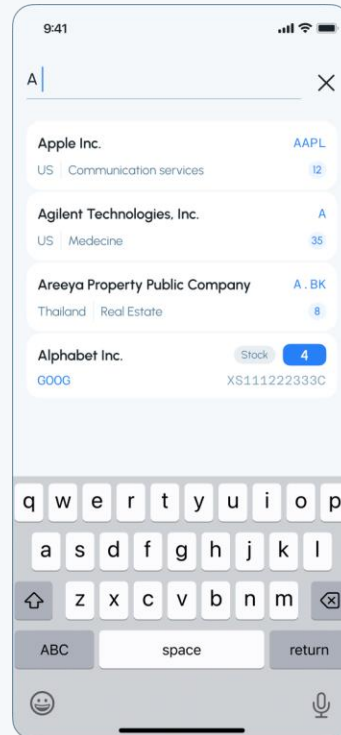 9:41
A
Apple Inc. AAPL
US Communication services 12
Agilent Technologies, Inc. A
US Medecine 35
Areeya Property Public Company A.BK
Thailand Real Estate 8
Alphabet Inc. Stock 4
GOOG XS111222333C
q w e r t y u i o p
a s d f g h j k l
z x c v b n m
ABC space return